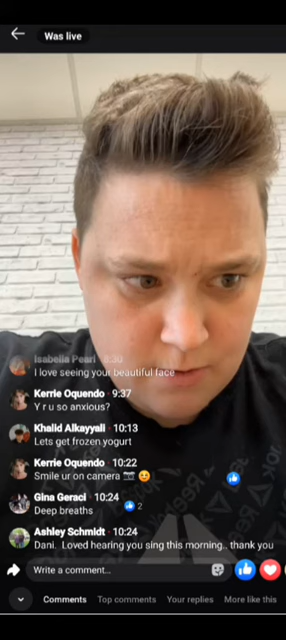 Was live
Isabella Pearl · 8:30
I love seeing your beautiful face
Kerrie Oquendo · 9:37
Y r u so anxious?
Khalid Alkayyali · 10:13
Lets get frozen yogurt
Kerrie Oquendo · 10:22
Smile ur on camera 📷 😉
Gina Geraci · 10:24
Deep breaths
2
Ashley Schmidt · 10:24
Dani. Loved hearing you sing this morning.. thank you
Write a comment...
Comments Top comments Your replies More like this